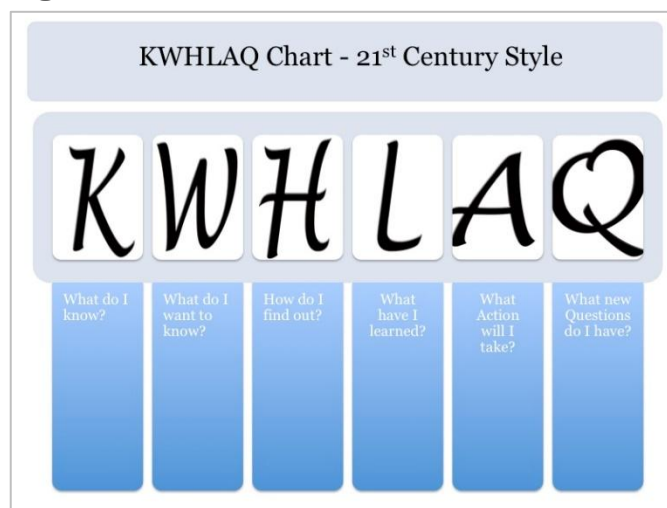 KWHLAQ Chart - 21st Century Style
K W H L A Q
What do I
know?
What do I
want to
know?
How do I
find out?
What
have I
learned?
What
Action
will I
take?
What new
Questions
do I have?